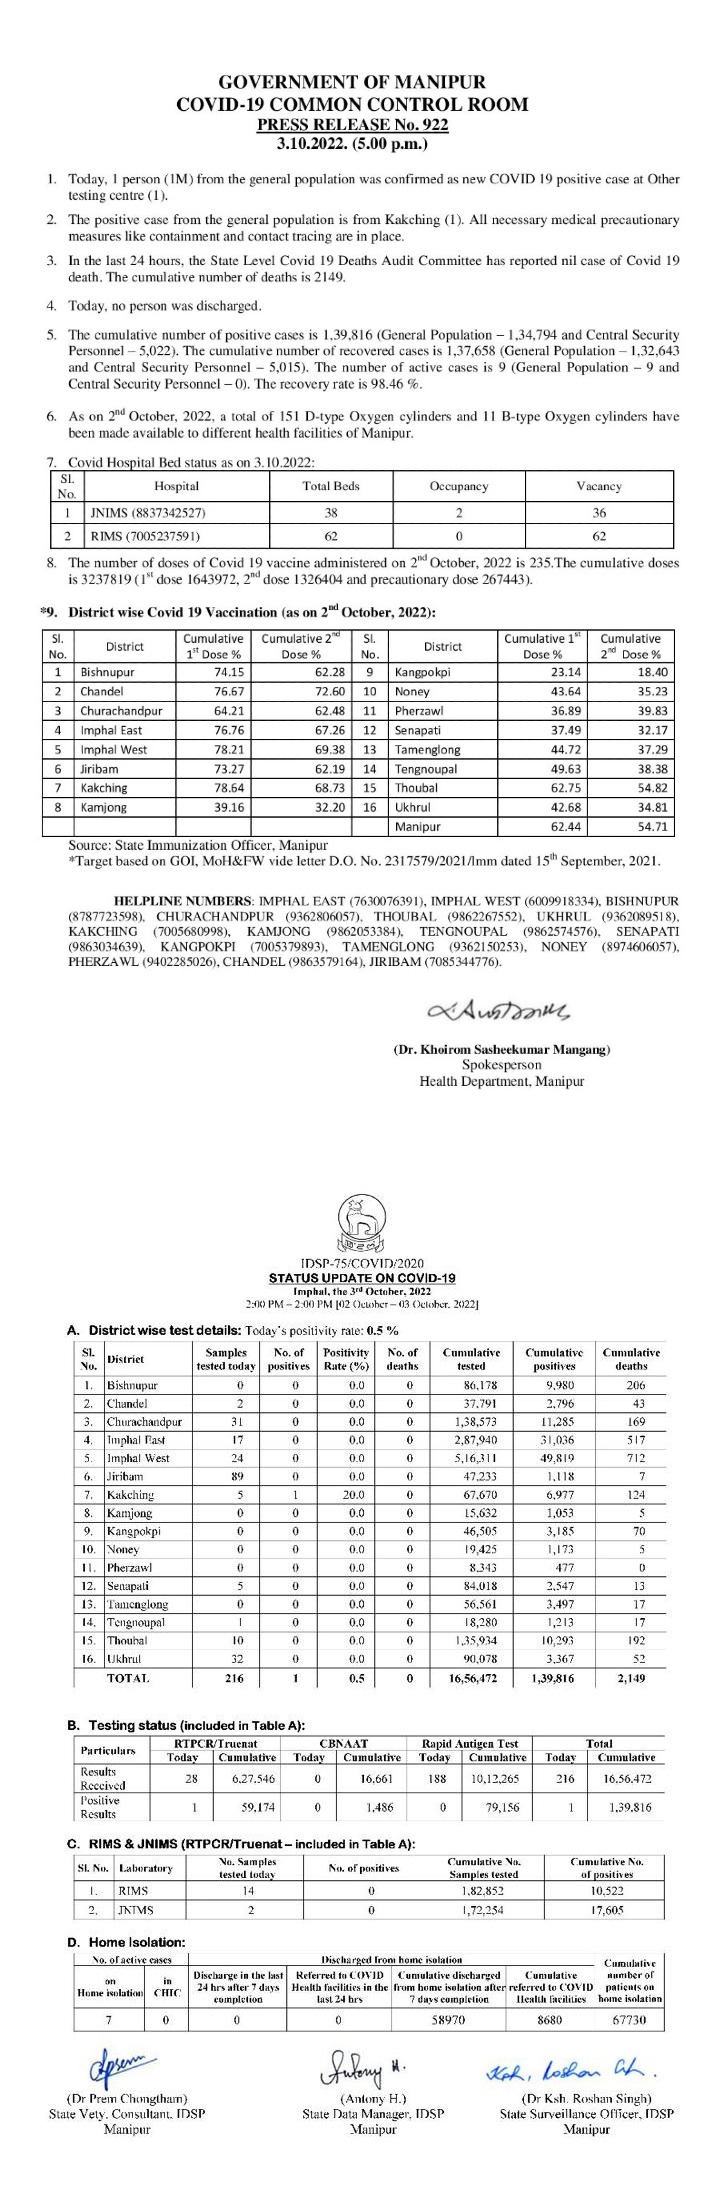 GOVERNMENT OF MANIPUR
COVID-19 COMMON CONTROL ROOM
PRESS RELEASE No. 922
3.10.2022. (5.00 p.m.)
1. Today, 1 person (1M) from the general population was confirmed as new COVID 19 positive case at Other
testing centre (1).
2. The positive case from the general population is from Kakching (1). All necessary medical precautionary
measures like containment and contact tracing are in place.
3. In the last 24 hours, the State Level Covid 19 Deaths Audit Committee has reported nil case of Covid 19
death. The cumulative number of deaths is 2149.
4. Today, no person was discharged.
5. The cumulative number of positive cases is 1,39,816 (General Population – 1,34,794 and Central Security
Personnel – 5,022). The cumulative number of recovered cases is 1,37,658 (General Population – 1,32,643
and Central Security Personnel – 5,015). The number of active cases is 9 (General Population – 9 and
Central Security Personnel – 0). The recovery rate is 98.46 %.
6. As on 2nd October, 2022, a total of 151 D-type Oxygen cylinders and 11 B-type Oxygen cylinders have
been made available to different health facilities of Manipur.
7. Covid Hospital Bed status as on 3.10.2022:
Sl. No. Hospital Total Beds Occupancy Vacancy
1 JNIMS (8837342527) 38 2 36
2 RIMS (7005237591) 62 0 62
8. The number of doses of Covid 19 vaccine administered on 2nd October, 2022 is 235.The cumulative doses
is 3237819 (1st dose 1643972, 2nd dose 1326404 and precautionary dose 267443).
*9. District wise Covid 19 Vaccination (as on 2nd October, 2022):
Sl. No. District Cumulative 1st Dose % Cumulative 2nd Dose % Sl. No. District Cumulative 1st Dose % Cumulative 2nd Dose %
1 Bishnupur 74.15 62.28 9 Kangpokpi 23.14 18.40
2 Chandel 76.67 72.60 10 Noney 43.64 35.23
3 Churachandpur 64.21 62.48 11 Pherzawl 36.89 39.83
4 Imphal East 76.76 67.26 12 Senapati 37.49 32.17
5 Imphal West 78.21 69.38 13 Tamenglong 44.72 37.29
6 Jiribam 73.27 62.19 14 Tengnoupal 49.63 38.38
7 Kakching 78.64 68.73 15 Thoubal 62.75 54.82
8 Kamjong 39.16 32.20 16 Ukhrul 42.68 34.81
Manipur 62.44 54.71
Source: State Immunization Officer, Manipur
*Target based on GOI, MoH&FW vide letter D.O. No. 2317579/2021/Imm dated 15th September, 2021.
HELPLINE NUMBERS: IMPHAL EAST (7630076391), IMPHAL WEST (6009918334), BISHNUPUR
(8787723598), CHURACHANDPUR (9362806057), THOUBAL (9862267552), UKHRUL (9362089518),
KAKCHING (7005680998), KAMJONG (9862053384), TENGNOUPAL (9862574576), SENAPATI
(9863034639), KANGPOKPI (7005379893), TAMENGLONG (9362150253), NONEY (8974606057),
PHERZAWL (9402285026), CHANDEL (9863579164), JIRIBAM (7085344776).
(Dr. Khoirom Sasheekumar Mangang)
Spokesperson
Health Department, Manipur
IDSP-75/COVID/2020
STATUS UPDATE ON COVID-19
Imphal, the 3rd October, 2022
2:00 PM – 2:00 PM [02 October – 03 October, 2022]
A. District wise test details: Today's positivity rate: 0.5 %
Sl. No. District Samples tested today No. of positives Positivity Rate (%) No. of deaths Cumulative tested Cumulative positives Cumulative deaths
1. Bishnupur 0 0 0.0 0 86,178 9,980 206
2. Chandel 2 0 0.0 0 37,791 2,796 43
3. Churachandpur 31 0 0.0 0 1,38,573 11,285 169
4. Imphal East 17 0 0.0 0 2,87,940 31,036 517
5. Imphal West 24 0 0.0 0 5,16,311 49,819 712
6. Jiribam 89 0 0.0 0 47,233 1,118 7
7. Kakching 5 1 20.0 0 67,670 6,977 124
8. Kamjong 0 0 0.0 0 15,632 1,053 5
9. Kangpokpi 0 0 0.0 0 46,505 3,185 70
10. Noney 0 0 0.0 0 19,425 1,173 5
11. Pherzawl 0 0 0.0 0 8,343 477 0
12. Senapati 5 0 0.0 0 84,018 2,547 13
13. Tamenglong 0 0 0.0 0 56,561 3,497 17
14. Tengnoupal 1 0 0.0 0 18,280 1,213 17
15. Thoubal 10 0 0.0 0 1,35,934 10,293 192
16. Ukhrul 32 0 0.0 0 90,078 3,367 52
TOTAL 216 1 0.5 0 16,56,472 1,39,816 2,149
B. Testing status (included in Table A):
Particulars RTPCR/Truenat CBNAAT Rapid Antigen Test Total
Today Cumulative Today Cumulative Today Cumulative Today Cumulative
Results Received 28 6,27,546 0 16,661 188 10,12,265 216 16,56,472
Positive Results 1 59,174 0 1,486 0 79,156 1 1,39,816
C. RIMS & JNIMS (RTPCR/Truenat – included in Table A):
Sl. No. Laboratory No. Samples tested today No. of positives Cumulative No. Samples tested Cumulative No. of positives
1. RIMS 14 0 1,82,852 10,522
2. JNIMS 2 0 1,72,254 17,605
D. Home Isolation:
No. of active cases Discharged from home isolation Cumulative number of patients on home isolation
on Home isolation in CHIC Discharge in the last 24 hrs after 7 days completion Referred to COVID Health facilities in the last 24 hrs Cumulative discharged from home isolation after 7 days completion Cumulative referred to COVID Health facilities
7 0 0 0 58970 8680 67730
(Dr Prem Chongtham) (Antony H.) (Dr Ksh. Roshan Singh)
State Vety. Consultant, IDSP State Data Manager, IDSP State Surveillance Officer, IDSP
Manipur Manipur Manipur